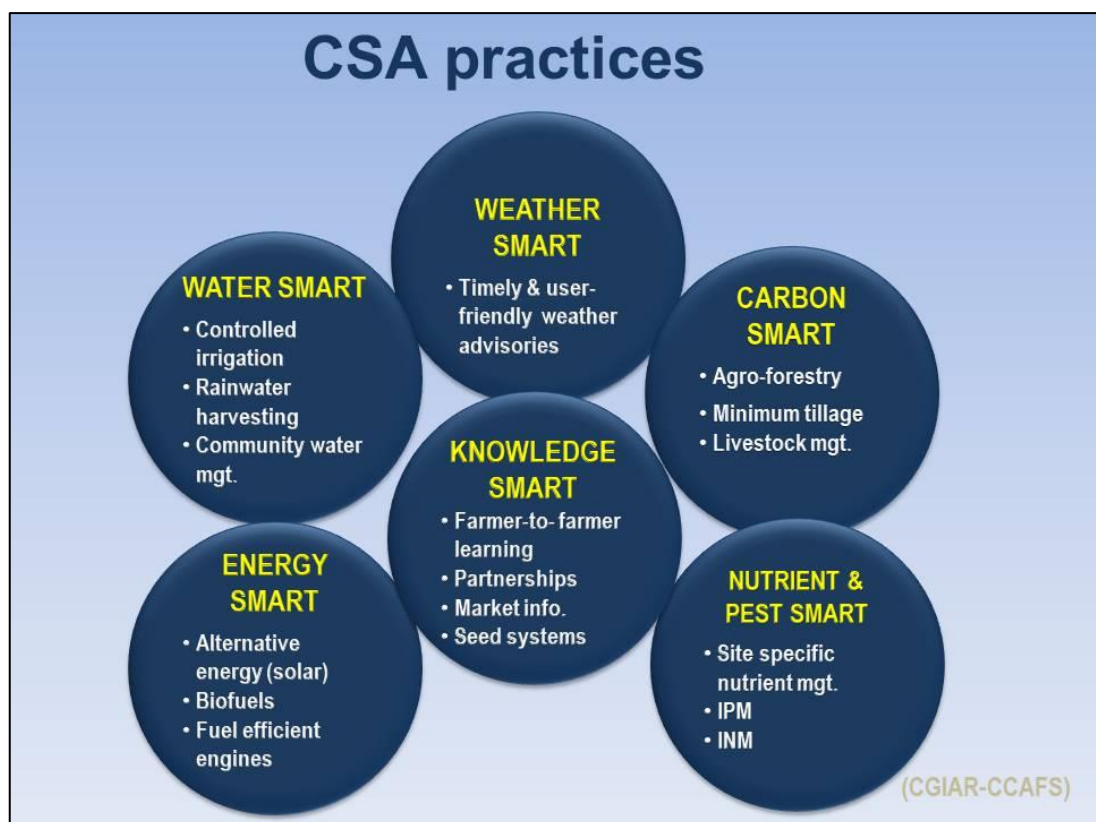 CSA practices
WEATHER
SMART
• Timely & user-
friendly weather
advisories
WATER SMART
• Controlled
irrigation
• Rainwater
harvesting
• Community water
mgt.
CARBON
SMART
• Agro-forestry
• Minimum tillage
• Livestock mgt.
KNOWLEDGE
SMART
• Farmer-to- farmer
learning
• Partnerships
• Market info.
• Seed systems
ENERGY
SMART
• Alternative
energy (solar)
• Biofuels
• Fuel efficient
engines
NUTRIENT &
PEST SMART
• Site specific
nutrient mgt.
• IPM
• INM
(CGIAR-CCAFS)